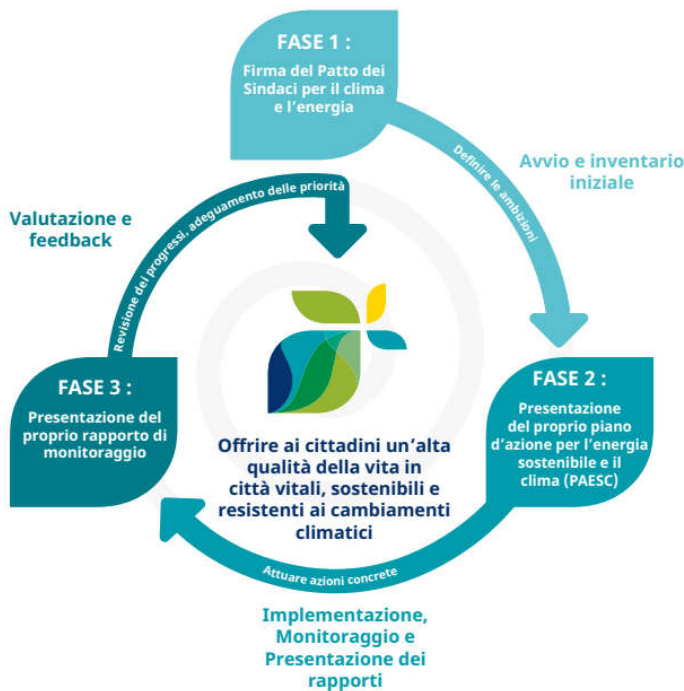 FASE 1 :
Firma del Patto dei
Sindaci per il clima
e l'energia
Definire le ambizioni
Avvio e inventario
iniziale
FASE 2 :
Presentazione
del proprio piano
d'azione per l'energia
sostenibile e il
clima (PAESC)
Attuare azioni concrete
Implementazione,
Monitoraggio e
Presentazione dei
rapporti
FASE 3 :
Presentazione del
proprio rapporto di
monitoraggio
Revisione dei progressi, adeguamento delle priorità
Valutazione e
feedback
Offrire ai cittadini un'alta
qualità della vita in
città vitali, sostenibili e
resistenti ai cambiamenti
climatici